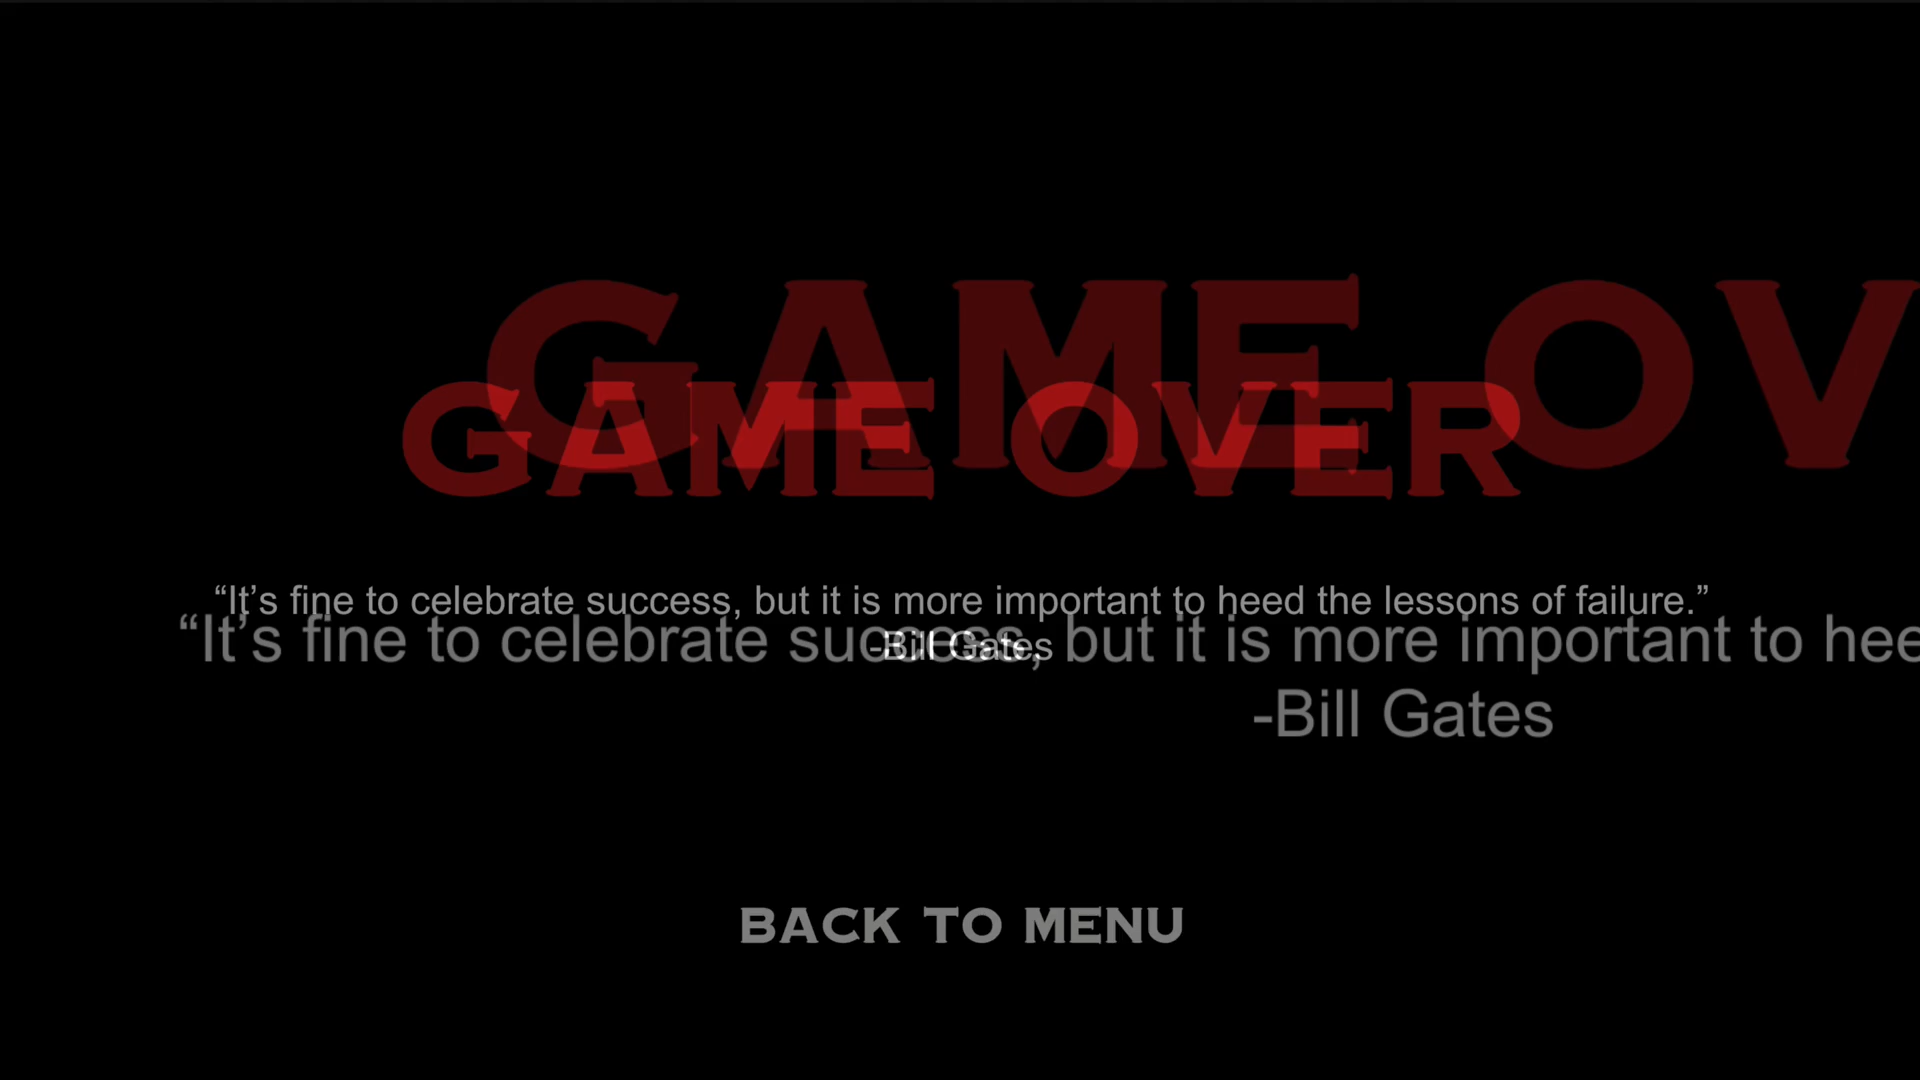 GAME OV
GAME OVER
“It’s fine to celebrate success, but it is more important to heed the lessons of failure.”
-Bill Gates
“It’s fine to celebrate success, but it is more important to hee
-Bill Gates
BACK TO MENU